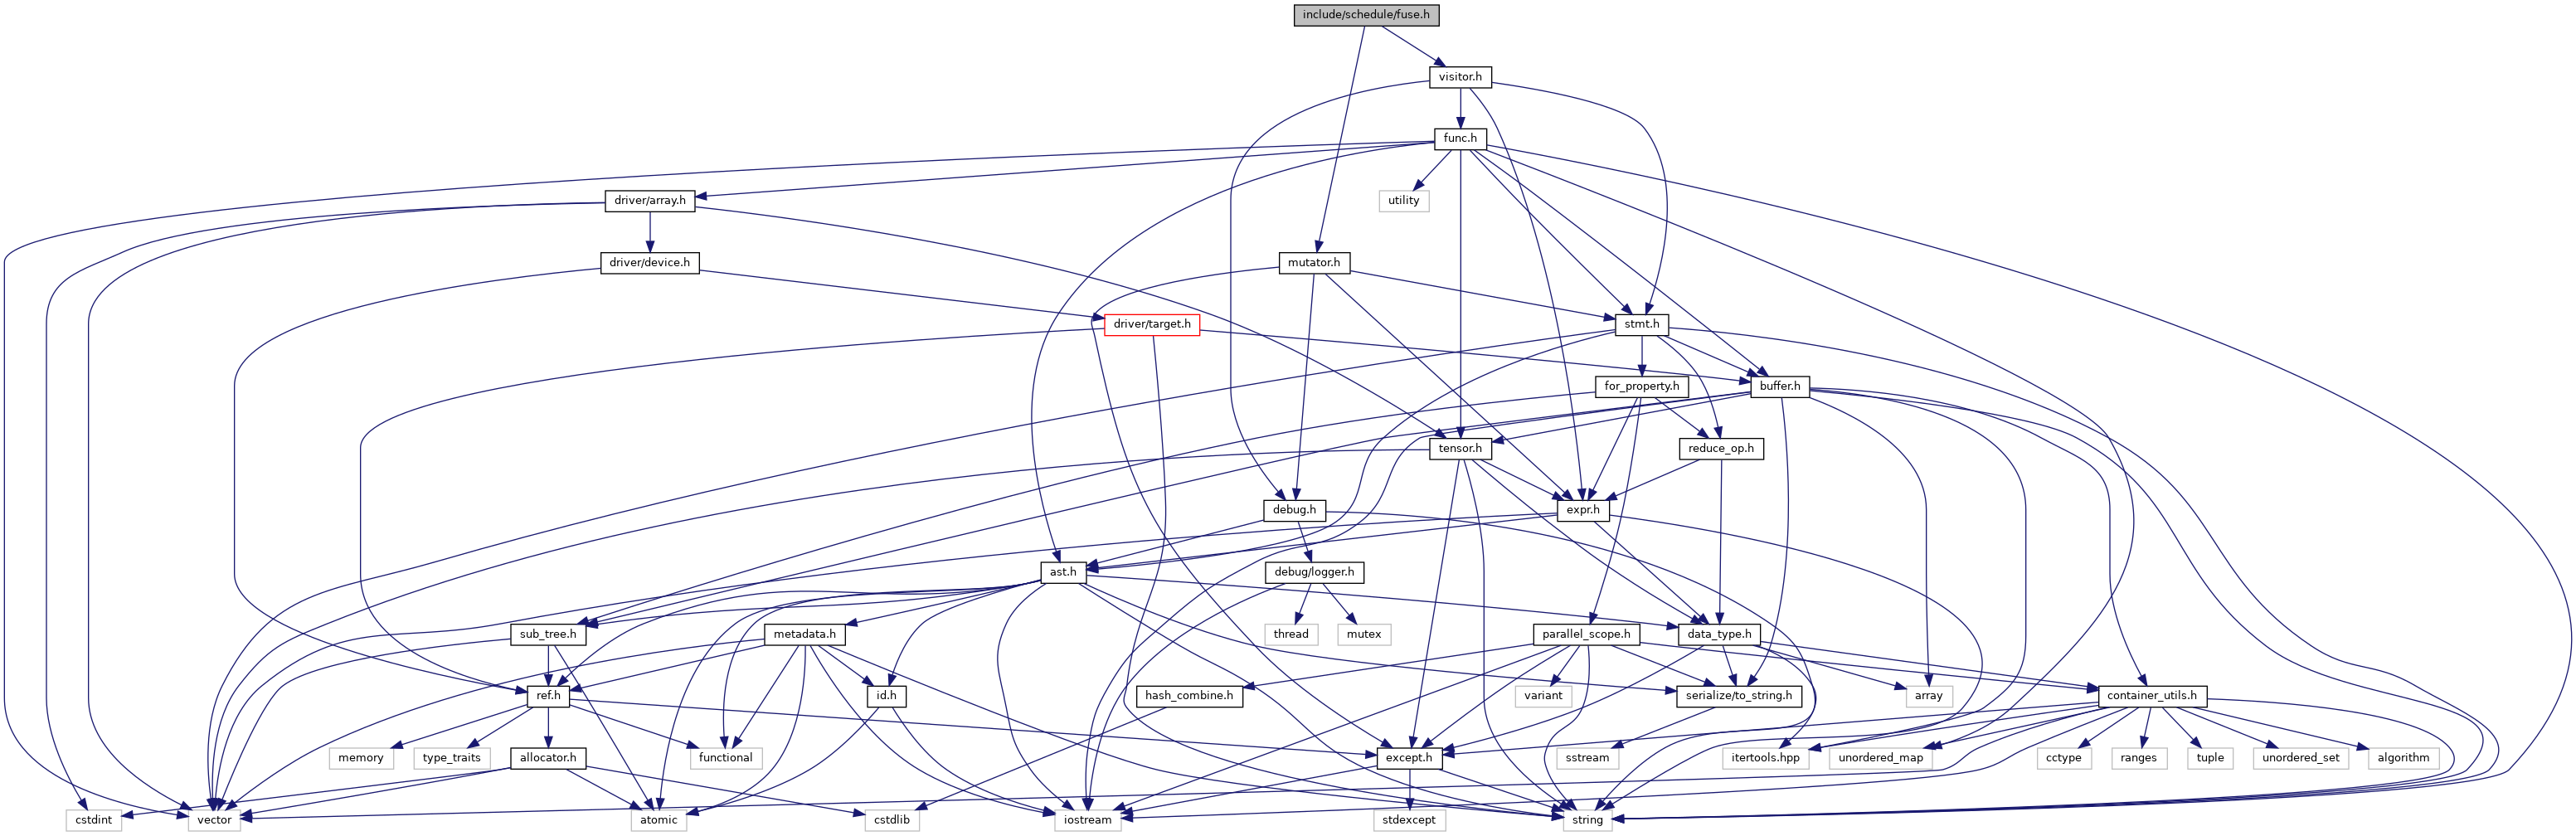 include/schedule/fuse.h
visitor.h
func.h
driver/array.h
utility
driver/device.h
mutator.h
driver/target.h
stmt.h
for_property.h
buffer.h
tensor.h
reduce_op.h
debug.h
expr.h
ast.h
debug/logger.h
sub_tree.h
metadata.h
thread
mutex
parallel_scope.h
data_type.h
ref.h
id.h
hash_combine.h
variant
serialize/to_string.h
array
container_utils.h
memory
type_traits
allocator.h
functional
except.h
sstream
itertools.hpp
unordered_map
cctype
ranges
tuple
unordered_set
algorithm
cstdint
vector
atomic
cstdlib
iostream
stdexcept
string